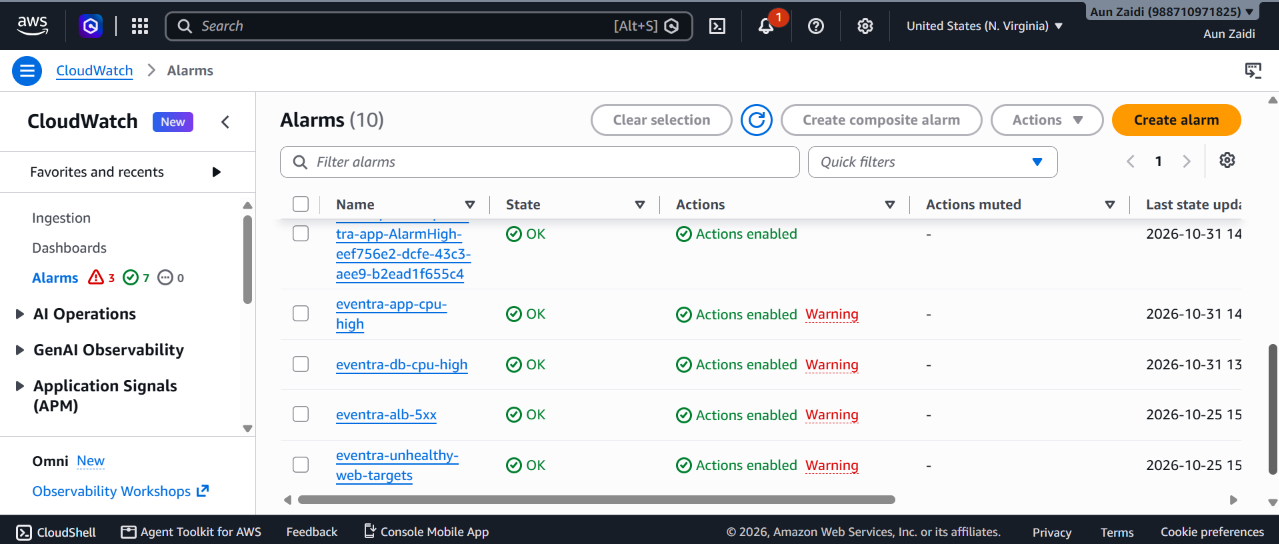 aws
Search
[Alt+S]
1
United States (N. Virginia)
Aun Zaidi (988710971825)
Aun Zaidi
CloudWatch
Alarms
CloudWatch
New
Favorites and recents
Ingestion
Dashboards
Alarms 3 7 0
AI Operations
GenAI Observability
Application Signals
(APM)
Omni New
Observability Workshops
Alarms (10)
Clear selection
Create composite alarm
Actions
Create alarm
Filter alarms
Quick filters
1
Name State Actions Actions muted Last state upda
tra-app-AlarmHigh-
eef756e2-dcfe-43c3-
aee9-b2ead1f655c4
OK Actions enabled - 2026-10-31 14
eventra-app-cpu-
high
OK Actions enabled Warning - 2026-10-31 14
eventra-db-cpu-high OK Actions enabled Warning - 2026-10-31 13
eventra-alb-5xx OK Actions enabled Warning - 2026-10-25 15
eventra-unhealthy-
web-targets
OK Actions enabled Warning - 2026-10-25 15
CloudShell Agent Toolkit for AWS Feedback Console Mobile App © 2026, Amazon Web Services, Inc. or its affiliates. Privacy Terms Cookie preferences